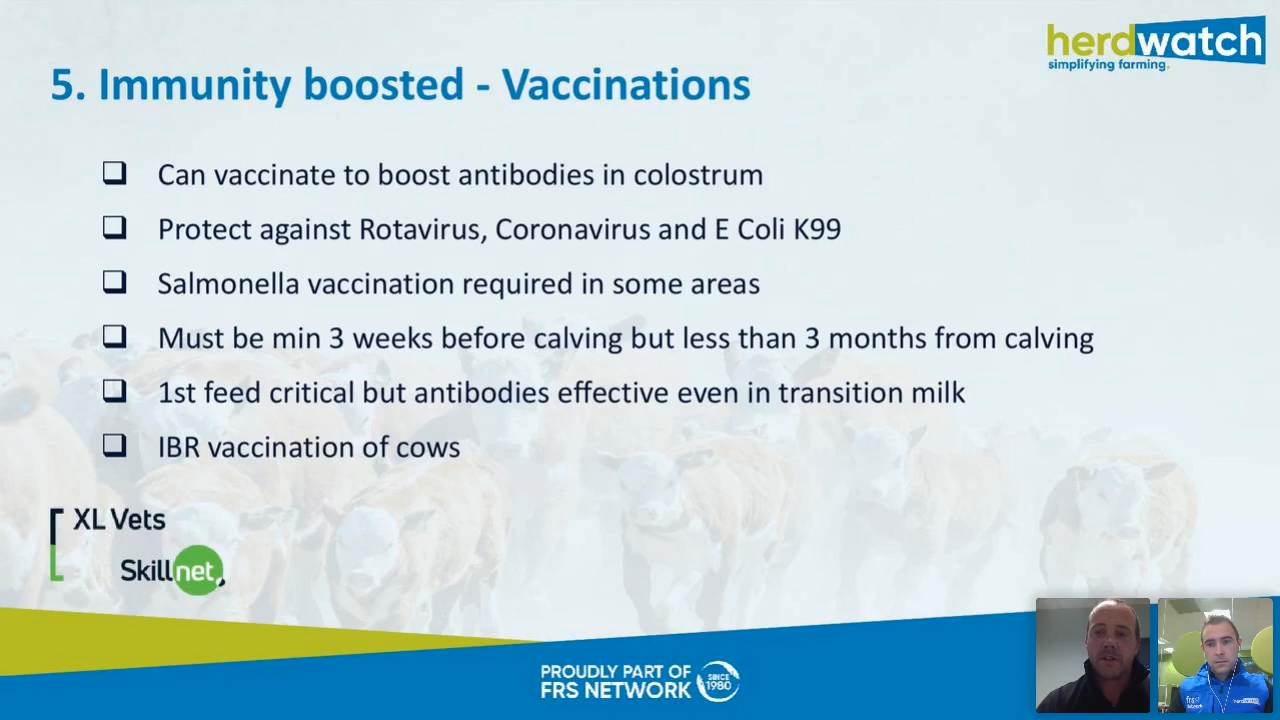 herdwatch
simplifying farming.
5. Immunity boosted - Vaccinations
Can vaccinate to boost antibodies in colostrum
Protect against Rotavirus, Coronavirus and E Coli K99
Salmonella vaccination required in some areas
Must be min 3 weeks before calving but less than 3 months from calving
1st feed critical but antibodies effective even in transition milk
IBR vaccination of cows
XL Vets
Skillnet
PROUDLY PART OF
FRS NETWORK
SINCE
1980
frs
network
herdwatch